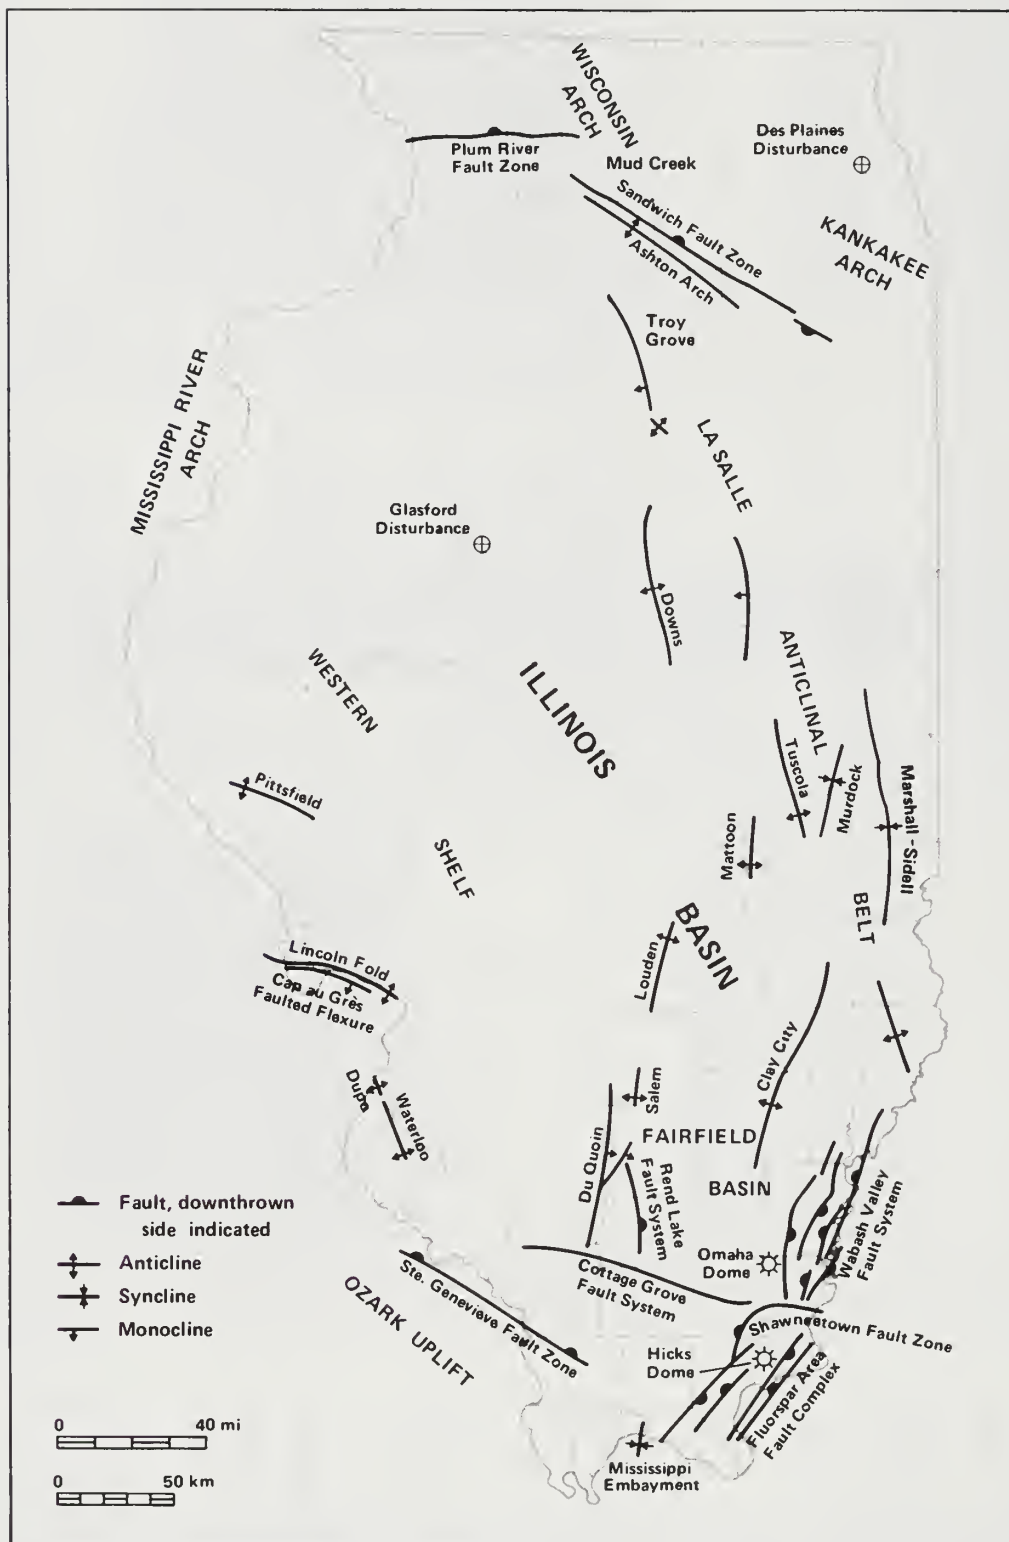 WISCONSIN
ARCH
Plum River
Fault Zone
Mud Creek
Des Plaines
Disturbance
Sandwich Fault Zone
Ashton Arch
KANKAKEE
ARCH
Troy
Grove
MISSISSIPPI RIVER
ARCH
LA SALLE
Glasford
Disturbance
Downs
ANTICLINAL
WESTERN
ILLINOIS
Tuscola
Murdock
Marshall - Sidell
Pittsfield
Mattoon
SHELF
BELT
BASIN
Louden
Lincoln Fold
Cap au Grès
Faulted Flexure
Clay City
Dupo
Waterloo
Salem
FAIRFIELD
BASIN
Du Quoin
Rend Lake
Fault System
Wabash Valley
Fault System
Omaha
Dome
Cottage Grove
Fault System
Ste. Genevieve Fault Zone
OZARK UPLIFT
Shawneetown Fault Zone
Hicks
Dome
Fluorspar Area
Fault Complex
Mississippi
Embayment
Fault, downthrown
side indicated
Anticline
Syncline
Monocline
0 40 mi
0 50 km